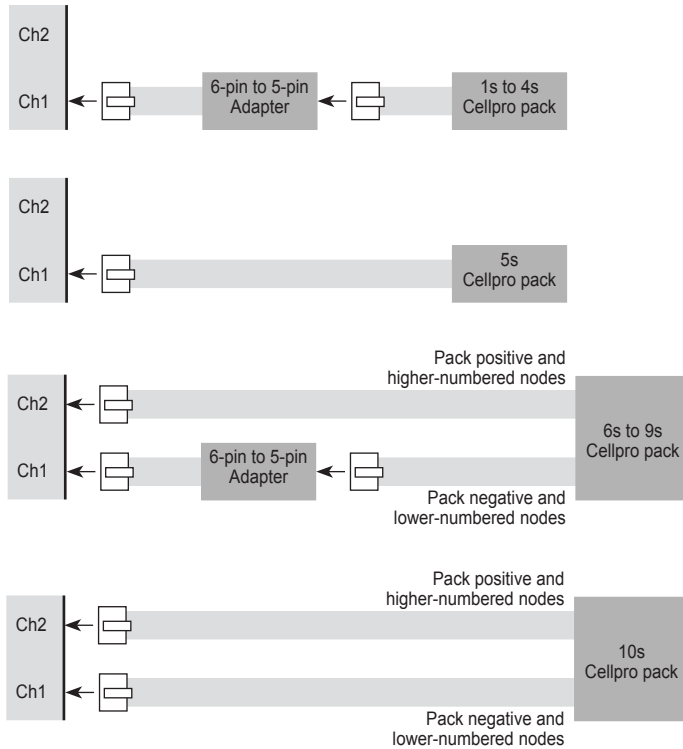 Ch2
Ch1
6-pin to 5-pin
Adapter
1s to 4s
Cellpro pack
Ch2
Ch1
5s
Cellpro pack
Pack positive and
higher-numbered nodes
Ch2
Ch1
6-pin to 5-pin
Adapter
6s to 9s
Cellpro pack
Pack negative and
lower-numbered nodes
Pack positive and
higher-numbered nodes
Ch2
Ch1
10s
Cellpro pack
Pack negative and
lower-numbered nodes